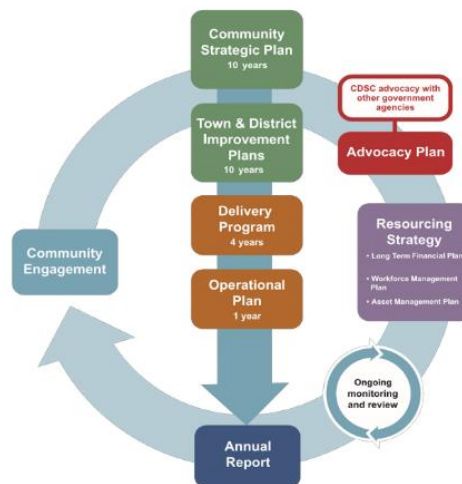 Community
Strategic Plan
10 years
CDSC advocacy with
other government
agencies
Advocacy Plan
Town & District
Improvement
Plans
10 years
Delivery
Program
4 years
Resourcing
Strategy
• Long Term Financial Plan
• Workforce Management
Plan
• Asset Management Plan
Community
Engagement
Operational
Plan
1 year
Ongoing
monitoring
and review
Annual
Report